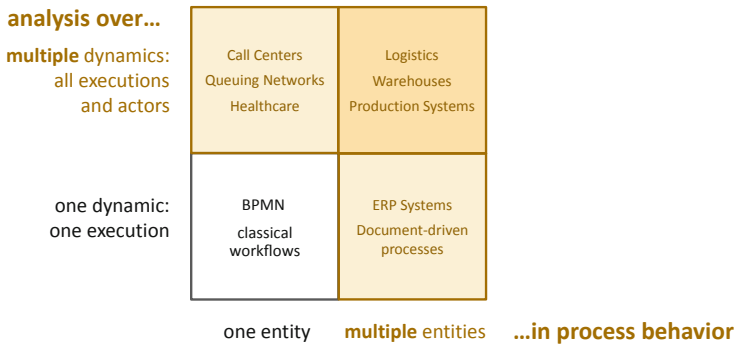 analysis over...
multiple dynamics:
all executions
and actors
Call Centers
Queuing Networks
Healthcare
Logistics
Warehouses
Production Systems
one dynamic:
one execution
BPMN
classical
workflows
ERP Systems
Document-driven
processes
one entity
multiple entities
...in process behavior